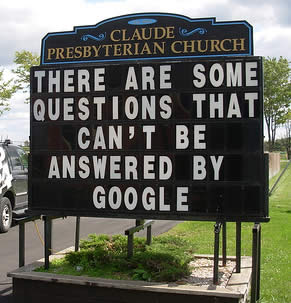 CLAUDE
PRESBYTERIAN CHURCH
THERE ARE SOME
QUESTIONS THAT
CAN'T BE
ANSWERED BY
GOOGLE